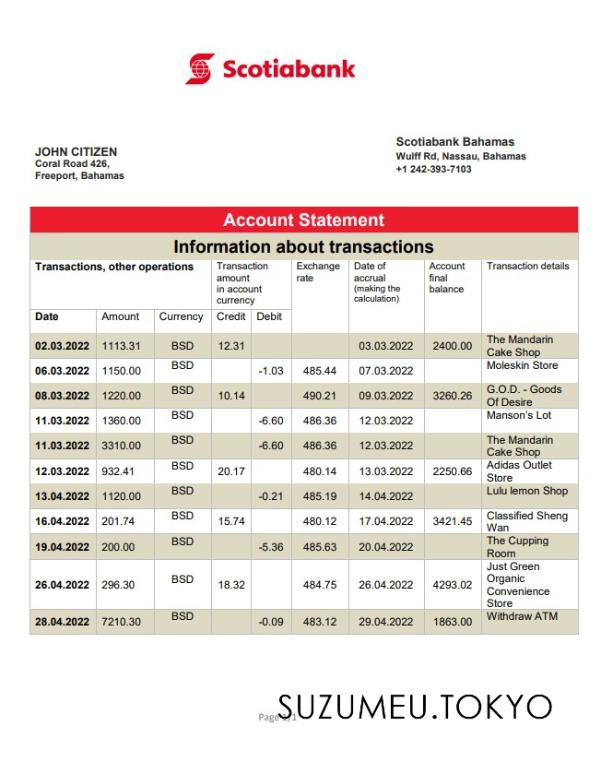 Scotiabank
JOHN CITIZEN
Coral Road 426,
Freeport, Bahamas
Scotiabank Bahamas
Wulff Rd, Nassau, Bahamas
+1 242-393-7103
Account Statement
Information about transactions
Transactions, other operations
Transaction
amount
in account
currency
Exchange
rate
Date of
accrual
(making the
calculation)
Account
final
balance
Transaction details
Date Amount Currency Credit Debit
02.03.2022 1113.31 BSD 12.31 03.03.2022 2400.00 The Mandarin
Cake Shop
06.03.2022 1150.00 BSD -1.03 485.44 07.03.2022 Moleskin Store
08.03.2022 1220.00 BSD 10.14 490.21 09.03.2022 3260.26 G.O.D. - Goods
Of Desire
11.03.2022 1360.00 BSD -6.60 486.36 12.03.2022 Manson's Lot
11.03.2022 3310.00 BSD -6.60 486.36 12.03.2022 The Mandarin
Cake Shop
12.03.2022 932.41 BSD 20.17 480.14 13.03.2022 2250.66 Adidas Outlet
Store
13.04.2022 1120.00 BSD -0.21 485.19 14.04.2022 Lulu lemon Shop
16.04.2022 201.74 BSD 15.74 480.12 17.04.2022 3421.45 Classified Sheng
Wan
19.04.2022 200.00 BSD -5.36 485.63 20.04.2022 The Cupping
Room
26.04.2022 296.30 BSD 18.32 484.75 26.04.2022 4293.02 Just Green
Organic
Convenience
Store
28.04.2022 7210.30 BSD -0.09 483.12 29.04.2022 1863.00 Withdraw ATM
Page 1/1
SUZUMEU.TOKYO